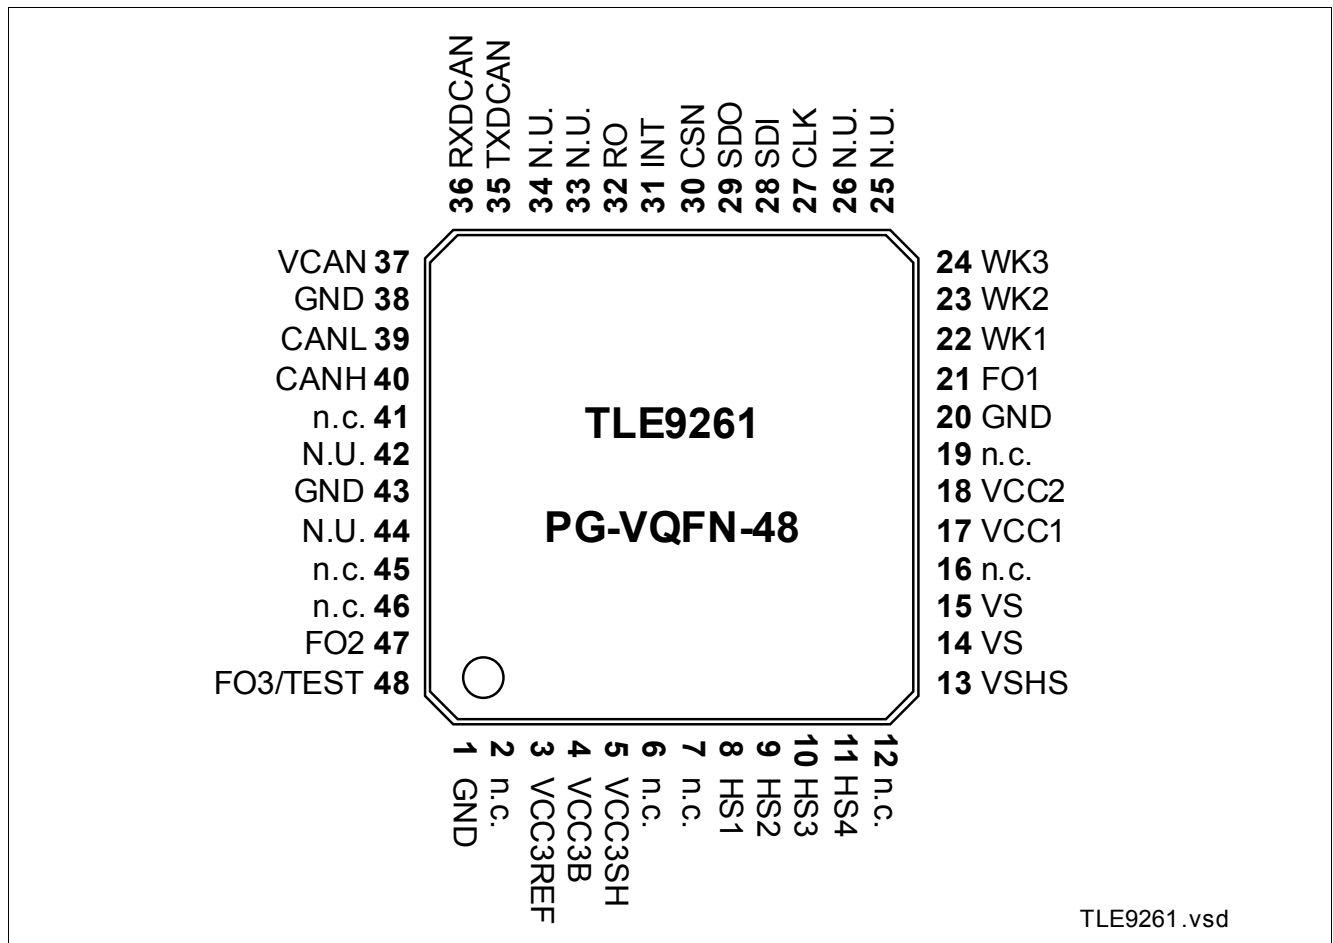 36 RXDCAN
35 TXDCAN
34 N.U.
33 N.U.
32 RO
31 INT
30 CSN
29 SDO
28 SDI
27 CLK
26 N.U.
25 N.U.
VCAN 37
GND 38
CANL 39
CANH 40
n.c. 41
N.U. 42
GND 43
N.U. 44
n.c. 45
n.c. 46
FO2 47
FO3/TEST 48
TLE9261
PG-VQFN-48
24 WK3
23 WK2
22 WK1
21 FO1
20 GND
19 n.c.
18 VCC2
17 VCC1
16 n.c.
15 VS
14 VS
13 VSHS
1 GND
2 n.c.
3 VCC3REF
4 VCC3B
5 VCC3SH
6 n.c.
7 n.c.
8 HS1
9 HS2
10 HS3
11 HS4
12 n.c.
TLE9261.vsd